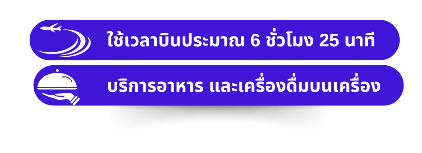 ใช้เวลาบินประมาณ 6 ชั่วโมง 25 นาที
บริการอาหาร และเครื่องดื่มบนเครื่อง